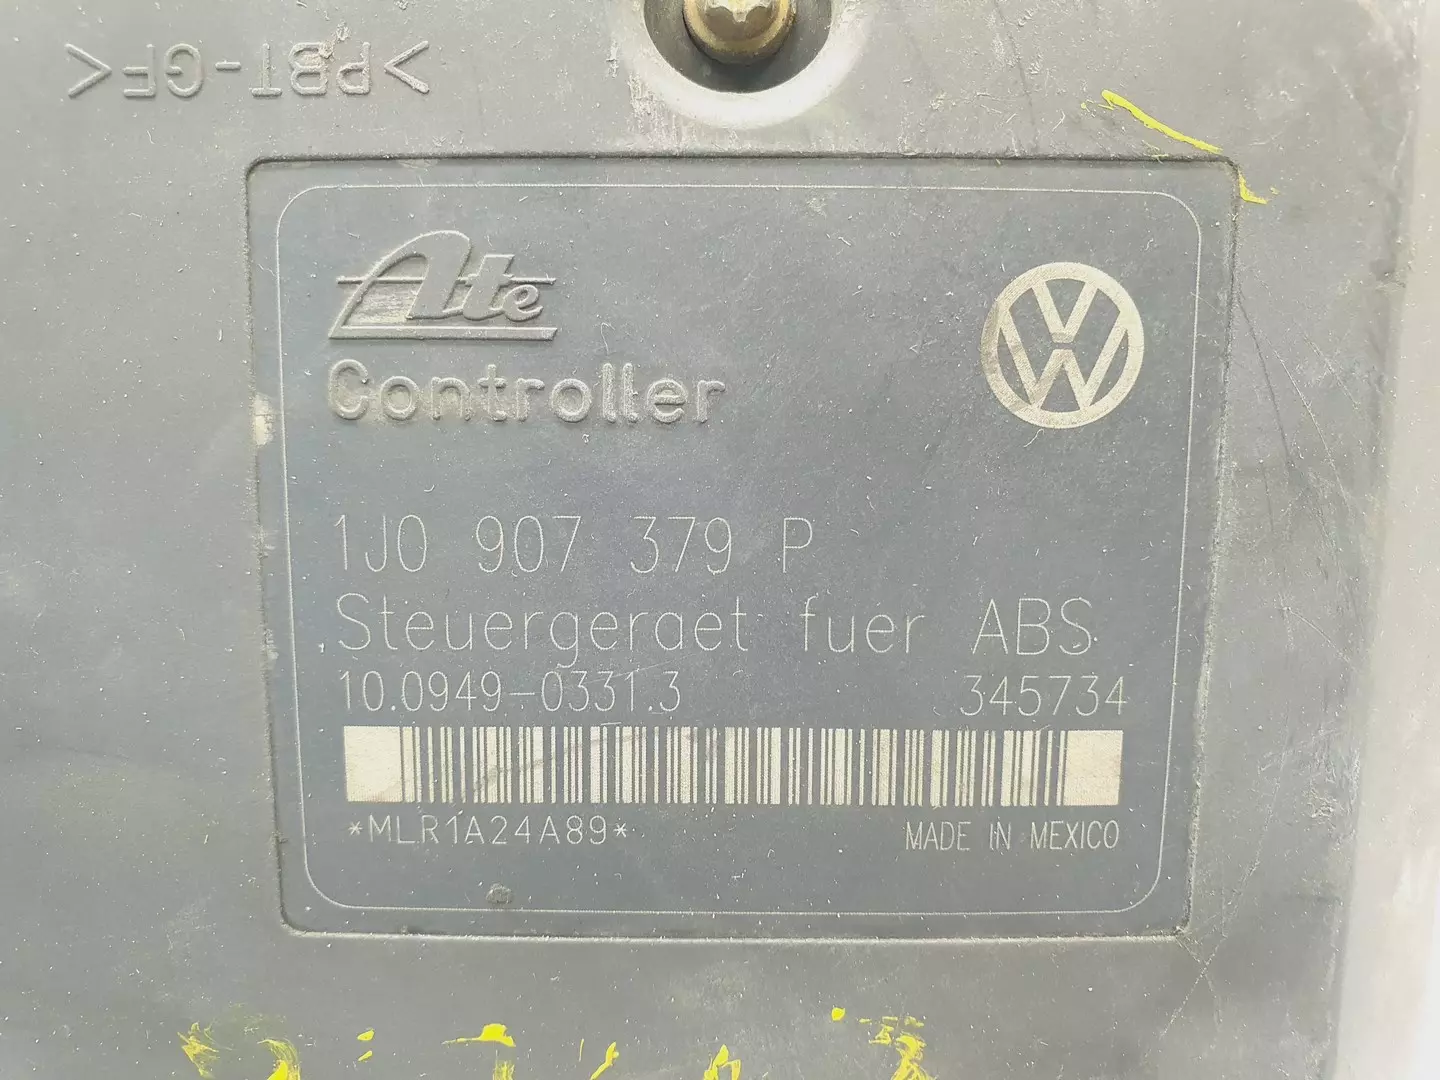 >PBT-GF<
Ate
Controller
1J0 907 379 P
Steuergeraet fuer ABS
10.0949-0331.3 345734
*MLR1A24A89*
MADE IN MEXICO